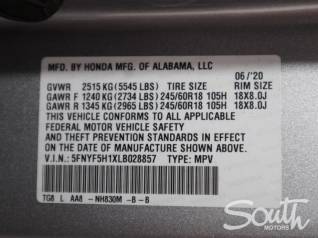 MFD. BY HONDA MFG. OF ALABAMA, LLC
06/'20
GVWR 2515 KG (5545 LBS) TIRE SIZE RIM SIZE
GAWR F 1240 KG (2734 LBS) 245/60R18 105H 18X8.0J
GAWR R 1345 KG (2965 LBS) 245/60R18 105H 18X8.0J
THIS VEHICLE CONFORMS TO ALL APPLICABLE
FEDERAL MOTOR VEHICLE SAFETY
AND THEFT PREVENTION STANDARDS IN EFFECT
ON THE DATE OF MANUFACTURE SHOWN ABOVE
V.I.N.: 5FNYF5H1XLB028857 TYPE: MPV
TG8 L AA8 -NH830M -B -B
South
MOTORS